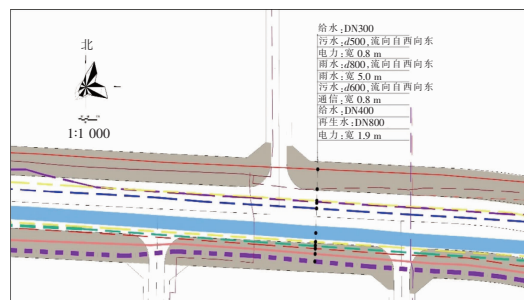 北
1:1 000
给水:DN300
污水:d500,流向自西向东
电力:宽 0.8 m
雨水:d800,流向自西向东
雨水:宽 5.0 m
污水:d600,流向自西向东
通信:宽 0.8 m
给水:DN400
再生水:DN800
电力:宽 1.9 m